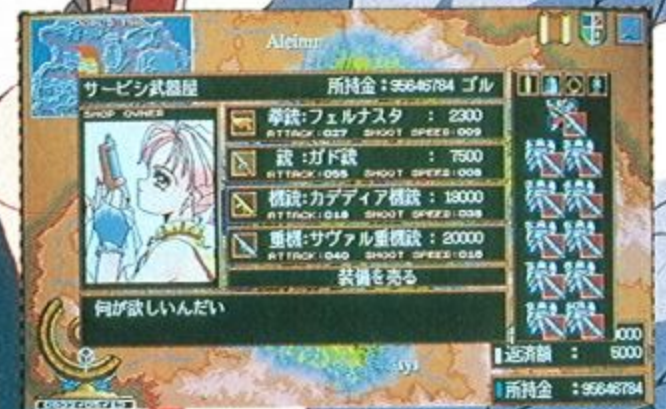 Aleinu
サービシ武器屋
所持金:95646784 ゴル
SHOP OWNER
拳銃:フェルナスタ : 2300
ATTACK:027 SHOOT SPEED:009
銃 :ガド銃 : 7500
ATTACK:055 SHOOT SPEED:008
機銃:カデディア機銃 : 18000
ATTACK:018 SHOOT SPEED:038
重機:サヴァル重機銃 : 20000
ATTACK:040 SHOOT SPEED:018
装備を売る
何が欲しいんだい
返済額 : 5000
所持金 :95646784